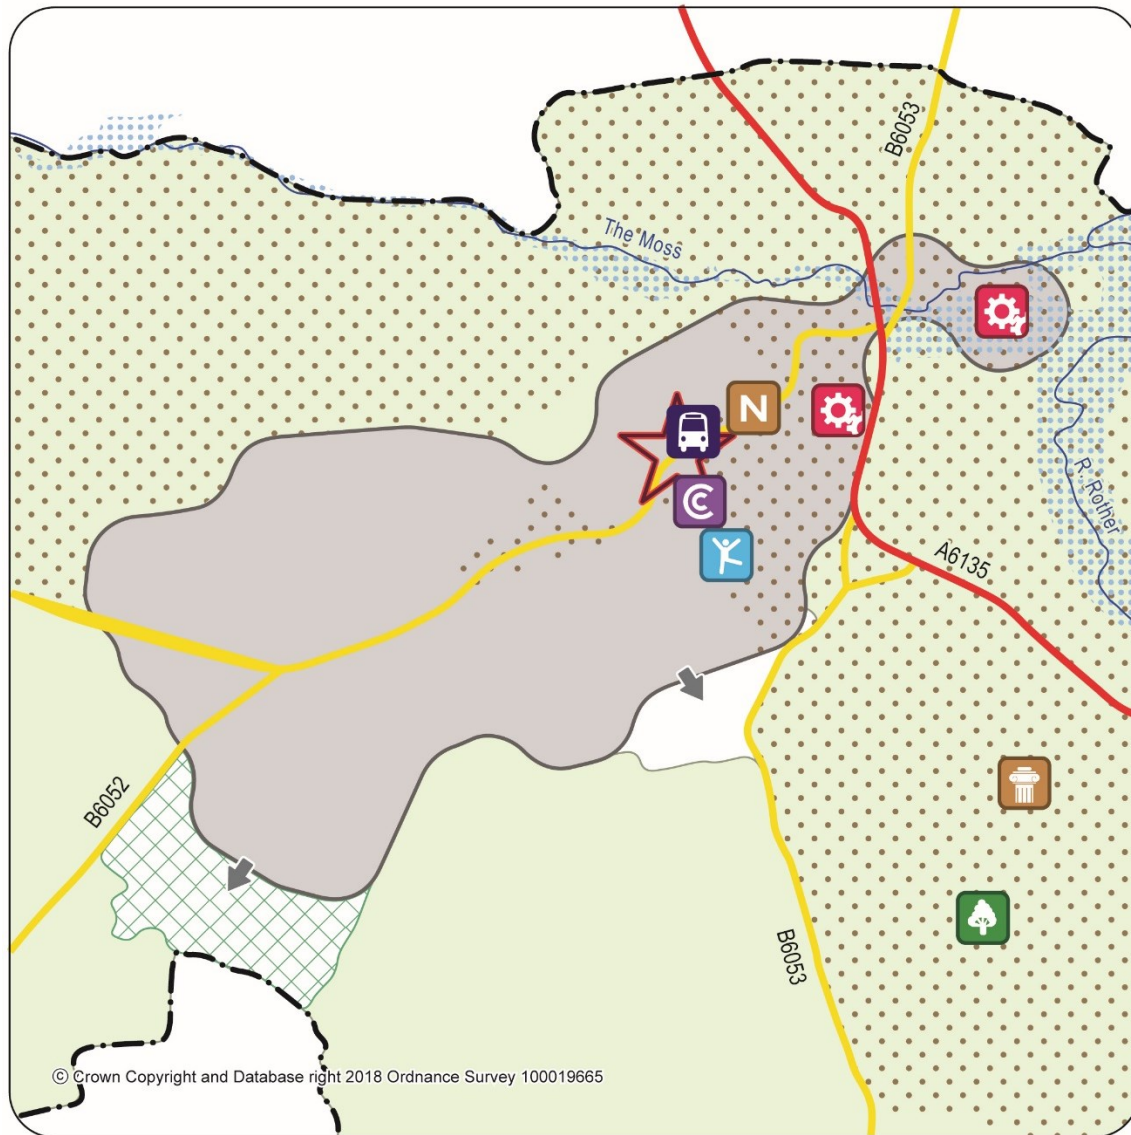 B6053
The Moss
N
C
R. Rother
A6135
B6052
B6053
© Crown Copyright and Database right 2018 Ordnance Survey 100019665